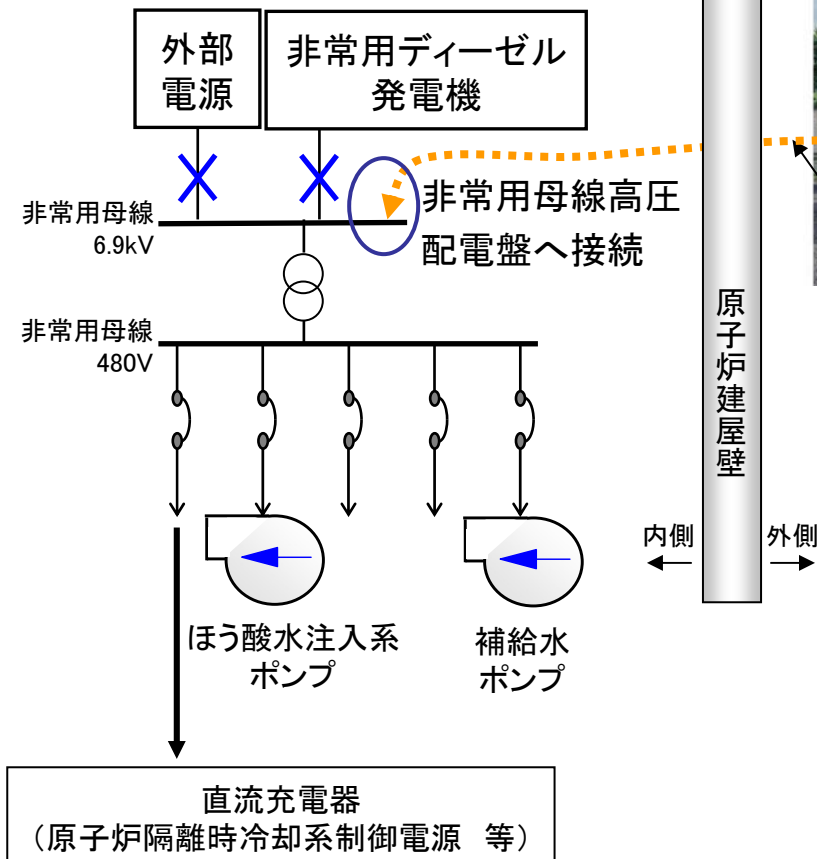 外部
電源
非常用ディーゼル
発電機
非常用母線
6.9kV
非常用母線高圧
配電盤へ接続
非常用母線
480V
原子炉建屋壁
内側
外側
ほう酸水注入系
ポンプ
補給水
ポンプ
直流充電器
（原子炉隔離時冷却系制御電源　等）